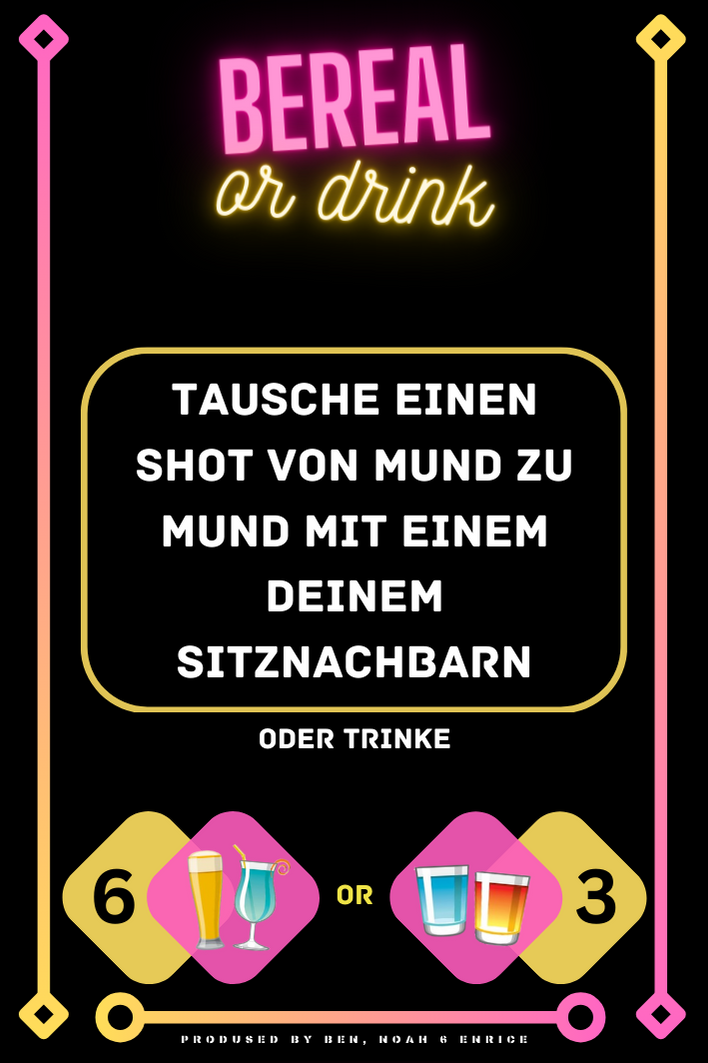 BEREAL
or drink
TAUSCHE EINEN
SHOT VON MUND ZU
MUND MIT EINEM
DEINEM
SITZNACHBARN
ODER TRINKE
6 OR 3
PRODUSED BY BEN, NOAH & ENRICE